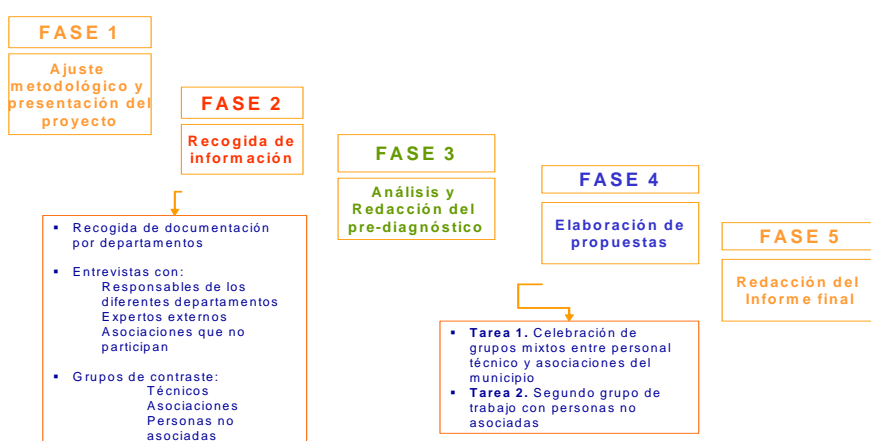 FASE 1
Ajuste
metodológico y
presentación del
proyecto
FASE 2
Recogida de
información
FASE 3
Análisis y
Redacción del
pre-diagnóstico
FASE 4
Elaboración de
propuestas
FASE 5
Redacción del
Informe final
▪ Recogida de documentación
por departamentos
▪ Entrevistas con:
Responsables de los
diferentes departamentos
Expertos externos
Asociaciones que no
participan
▪ Grupos de contraste:
Técnicos
Asociaciones
Personas no
asociadas
▪ Tarea 1. Celebración de
grupos mixtos entre personal
técnico y asociaciones del
municipio
▪ Tarea 2. Segundo grupo de
trabajo con personas no
asociadas